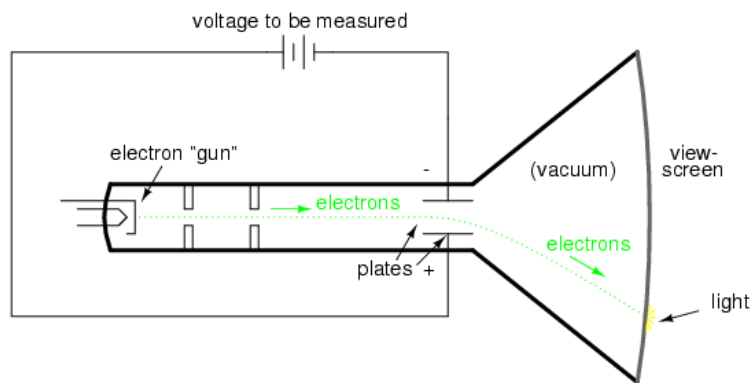 voltage to be measured
electron "gun"
-
(vacuum)
view-
screen
electrons
electrons
plates +
light